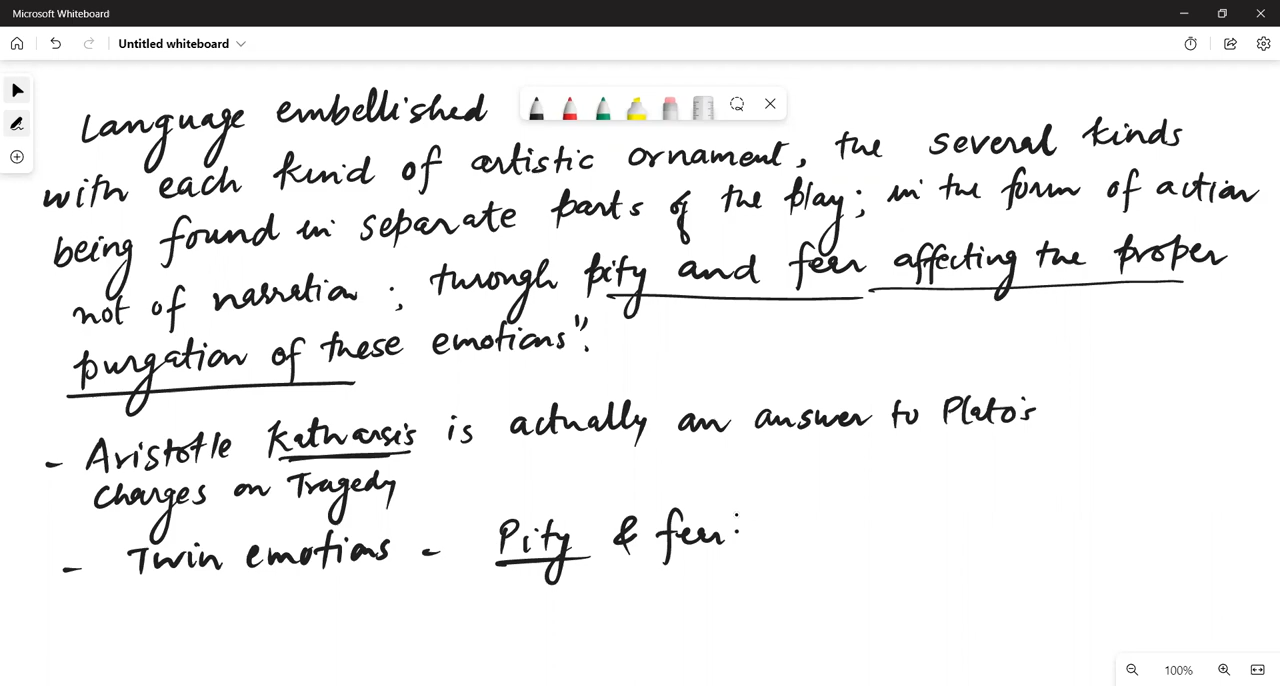 Microsoft Whiteboard
Untitled whiteboard
Language embellished
with each kind of artistic ornament, the several kinds
being found in separate parts of the play; in the form of action
not of narration; through pity and fear affecting the proper
purgation of these emotions".
- Aristotle Katharsis is actually an answer to Plato's
charges on Tragedy
- Twin emotions - Pity & fear:
100%